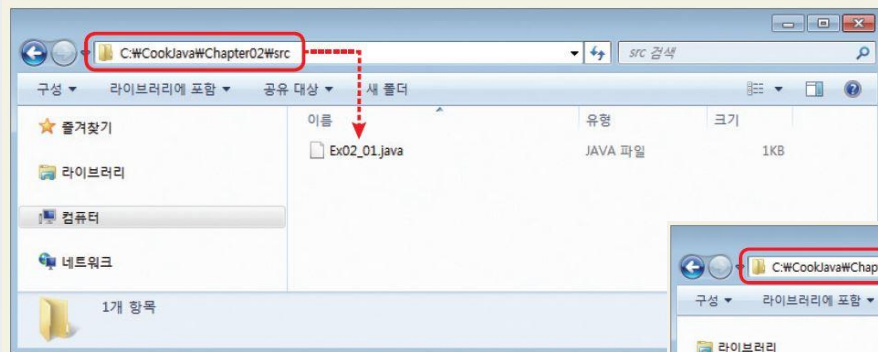 C:₩CookJava₩Chapter02₩src
src 검색
구성 라이브러리에 포함 공유 대상 새 폴더
이름 유형 크기
즐겨찾기
Ex02_01.java JAVA 파일 1KB
라이브러리
컴퓨터
네트워크
1개 항목
C:₩CookJava₩Chap
구성 라이브러리에 포함
라이브러리